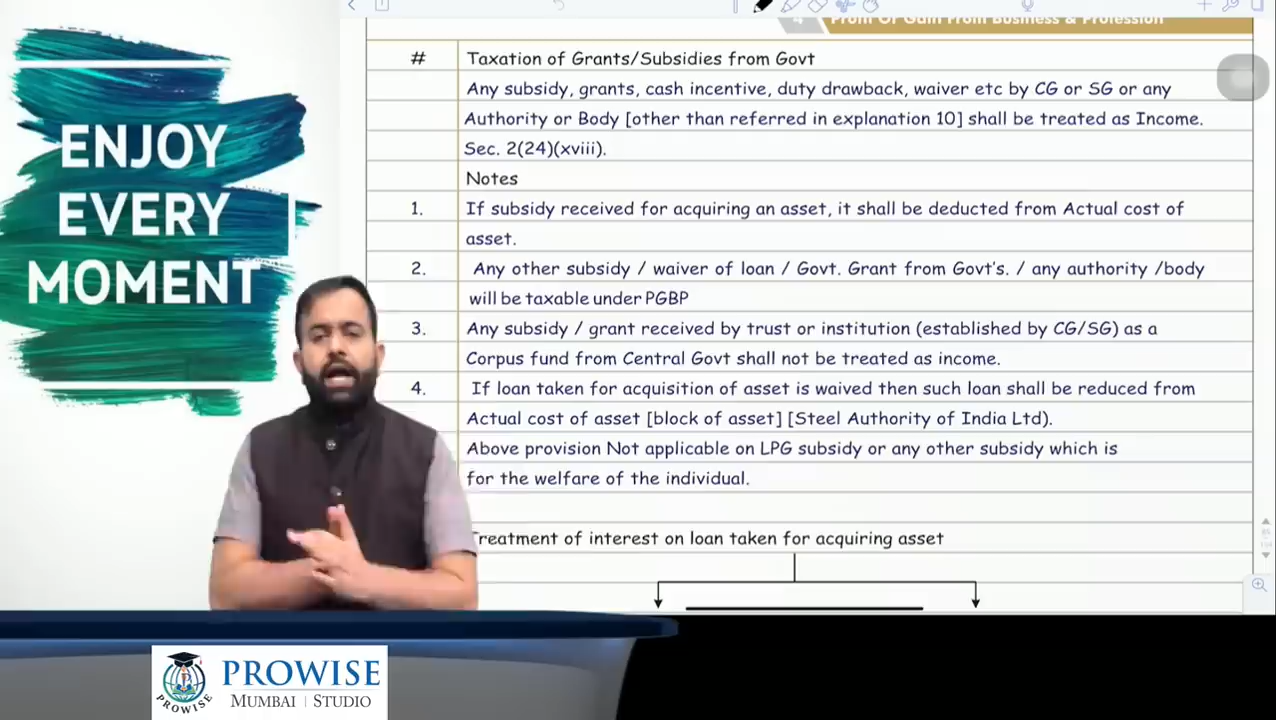 4 Profit Or Gain From Business & Profession
ENJOY
EVERY
MOMENT
# Taxation of Grants/Subsidies from Govt
Any subsidy, grants, cash incentive, duty drawback, waiver etc by CG or SG or any
Authority or Body [other than referred in explanation 10] shall be treated as Income.
Sec. 2(24)(xviii).
Notes
1. If subsidy received for acquiring an asset, it shall be deducted from Actual cost of
asset.
2. Any other subsidy / waiver of loan / Govt. Grant from Govt's. / any authority /body
will be taxable under PGBP
3. Any subsidy / grant received by trust or institution (established by CG/SG) as a
Corpus fund from Central Govt shall not be treated as income.
4. If loan taken for acquisition of asset is waived then such loan shall be reduced from
Actual cost of asset [block of asset] [Steel Authority of India Ltd).
Above provision Not applicable on LPG subsidy or any other subsidy which is
for the welfare of the individual.
Treatment of interest on loan taken for acquiring asset
PROWISE
MUMBAI | STUDIO
PROWISE